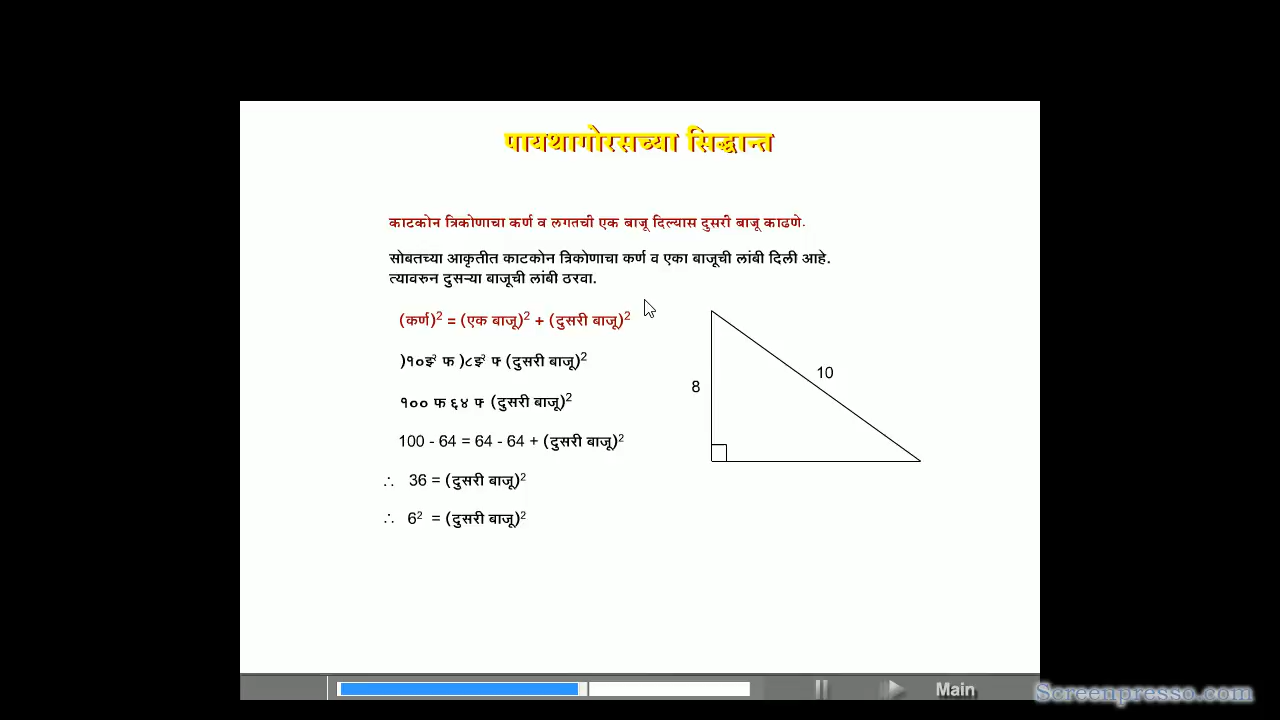 पायथागोरसच्या सिद्धान्त
काटकोन त्रिकोणाचा कर्ण व लगतची एक बाजू दिल्यास दुसरी बाजू काढणे.
सोबतच्या आकृतीत काटकोन त्रिकोणाचा कर्ण व एका बाजूची लांबी दिली आहे.
त्यावरुन दुसऱ्या बाजूची लांबी ठरवा.
(कर्ण)² = (एक बाजू)² + (दुसरी बाजू)²
)१०इ² फ )८इ² फ् (दुसरी बाजू)²
१०० फ ६४ फ् (दुसरी बाजू)²
100 - 64 = 64 - 64 + (दुसरी बाजू)²
∴ 36 = (दुसरी बाजू)²
∴ 6² = (दुसरी बाजू)²
8
10
Main
Screenpresso.com